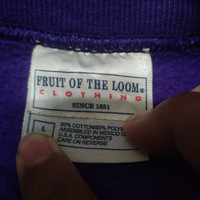 FRUIT OF THE LOOM®
CLOTHING
SINCE 1851
L
50% COTTON/50% POLYE
ASSEMBLED IN MEXICO O
U.S.A. COMPONENTS
CARE ON REVERSE